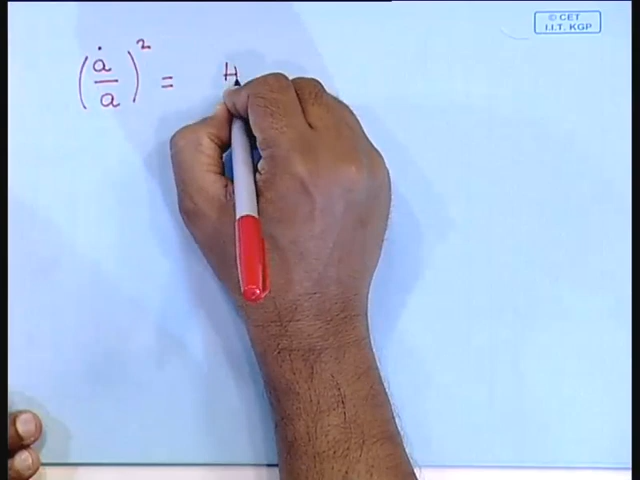 © CET
I.I.T. KGP
(ȧ/a)² = H